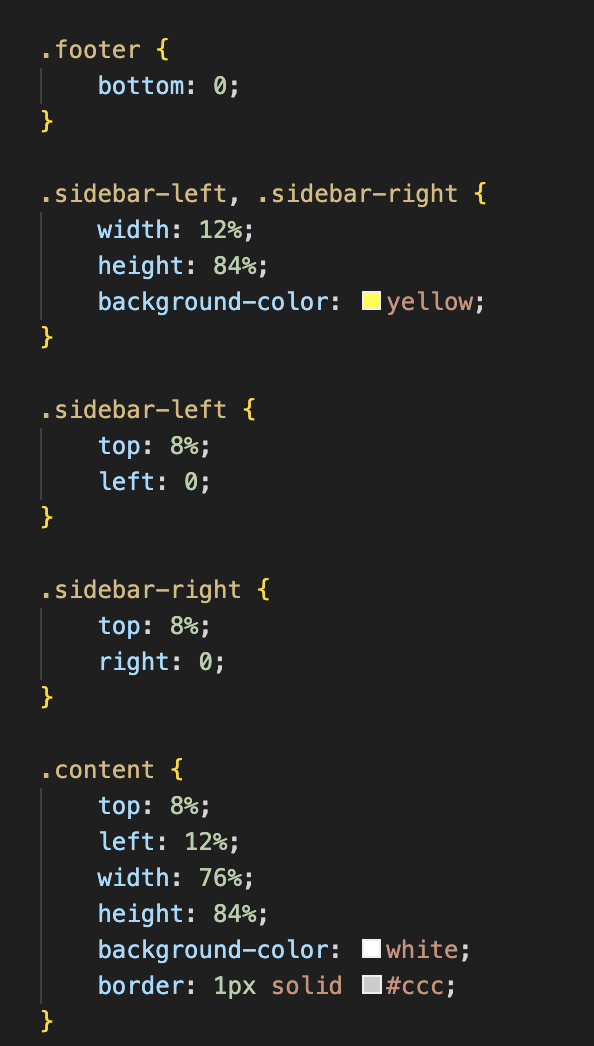 .footer {
    bottom: 0;
}

.sidebar-left, .sidebar-right {
    width: 12%;
    height: 84%;
    background-color: yellow;
}

.sidebar-left {
    top: 8%;
    left: 0;
}

.sidebar-right {
    top: 8%;
    right: 0;
}

.content {
    top: 8%;
    left: 12%;
    width: 76%;
    height: 84%;
    background-color: white;
    border: 1px solid #ccc;
}